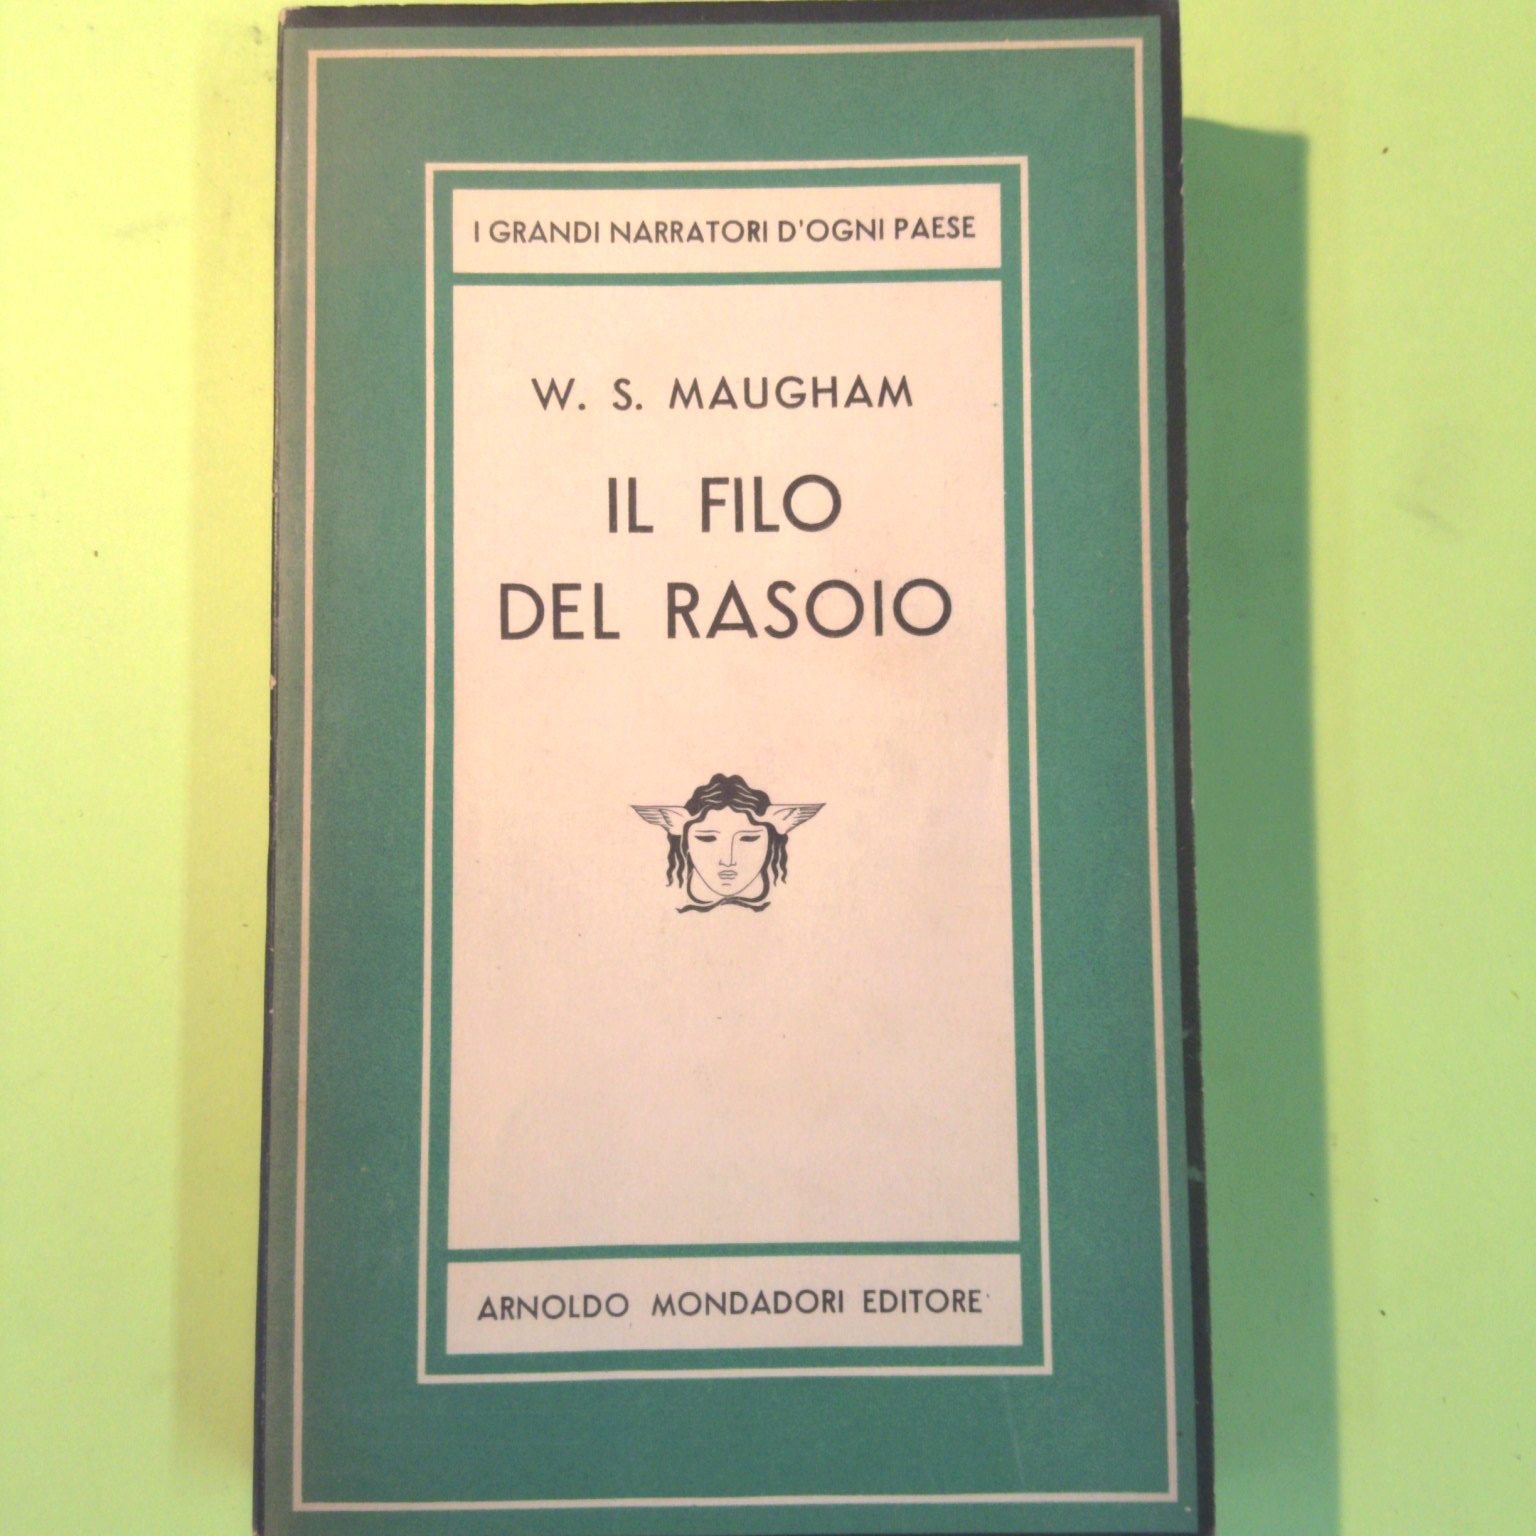 I GRANDI NARRATORI D'OGNI PAESE
W. S. MAUGHAM
IL FILO
DEL RASOIO
ARNOLDO MONDADORI EDITORE